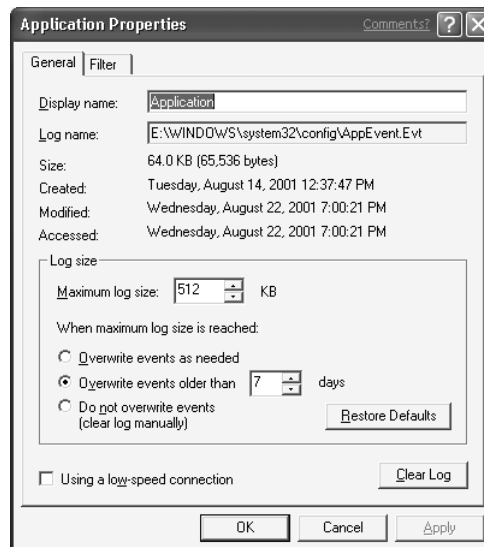 Application Properties
Comments? ? X
General Filter
Display name: Application
Log name: E:\WINDOWS\system32\config\AppEvent.Evt
Size: 64.0 KB (65,536 bytes)
Created: Tuesday, August 14, 2001 12:37:47 PM
Modified: Wednesday, August 22, 2001 7:00:21 PM
Accessed: Wednesday, August 22, 2001 7:00:21 PM
Log size
Maximum log size: 512 KB
When maximum log size is reached:
Overwrite events as needed
Overwrite events older than 7 days
Do not overwrite events
(clear log manually)
Restore Defaults
Using a low-speed connection
Clear Log
OK Cancel Apply